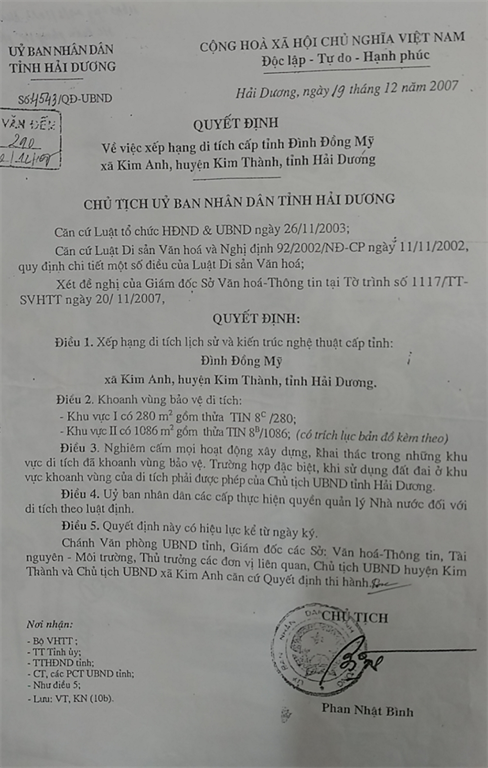 UỶ BAN NHÂN DÂN
TỈNH HẢI DƯƠNG
CỘNG HOÀ XÃ HỘI CHỦ NGHĨA VIỆT NAM
Độc lập - Tự do - Hạnh phúc
Số 4543/QĐ-UBND
Hải Dương, ngày 19 tháng 12 năm 2007
VĂN ĐẾN
290
QUYẾT ĐỊNH
Về việc xếp hạng di tích cấp tỉnh Đình Đồng Mỹ
xã Kim Anh, huyện Kim Thành, tỉnh Hải Dương
CHỦ TỊCH UỶ BAN NHÂN DÂN TỈNH HẢI DƯƠNG
Căn cứ Luật tổ chức HĐND & UBND ngày 26/11/2003;
Căn cứ Luật Di sản Văn hoá và Nghị định 92/2002/NĐ-CP ngày 11/11/2002,
quy định chi tiết một số điều của Luật Di sản Văn hoá;
Xét đề nghị của Giám đốc Sở Văn hoá-Thông tin tại Tờ trình số 1117/TT-
SVHTT ngày 20/ 11/2007,
QUYẾT ĐỊNH:
Điều 1. Xếp hạng di tích lịch sử và kiến trúc nghệ thuật cấp tỉnh:
Đình Đồng Mỹ
xã Kim Anh, huyện Kim Thành, tỉnh Hải Dương.
Điều 2. Khoanh vùng bảo vệ di tích:
- Khu vực I có 280 m² gồm thửa TIN 8ᶜ /280;
- Khu vực II có 1086 m² gồm thửa TIN 8ᴮ/1086; (có trích lục bản đồ kèm theo)
Điều 3. Nghiêm cấm mọi hoạt động xây dựng, khai thác trong những khu
vực di tích đã khoanh vùng bảo vệ. Trường hợp đặc biệt, khi sử dụng đất đai ở khu
vực khoanh vùng của di tích phải được phép của Chủ tịch UBND tỉnh Hải Dương.
Điều 4. Uỷ ban nhân dân các cấp thực hiện quyền quản lý Nhà nước đối với
di tích theo luật định.
Điều 5. Quyết định này có hiệu lực kể từ ngày ký.
Chánh Văn phòng UBND tỉnh, Giám đốc các Sở: Văn hoá-Thông tin, Tài
nguyên - Môi trường, Thủ trưởng các đơn vị liên quan, Chủ tịch UBND huyện Kim
Thành và Chủ tịch UBND xã Kim Anh căn cứ Quyết định thi hành.
Nơi nhận:
- Bộ VHTT;
- TT Tỉnh ủy;
- TTHĐND tỉnh;
- CT, các PCT UBND tỉnh;
- Như điều 5;
- Lưu: VT, KN (10b).
CHỦ TỊCH
Phan Nhật Bình